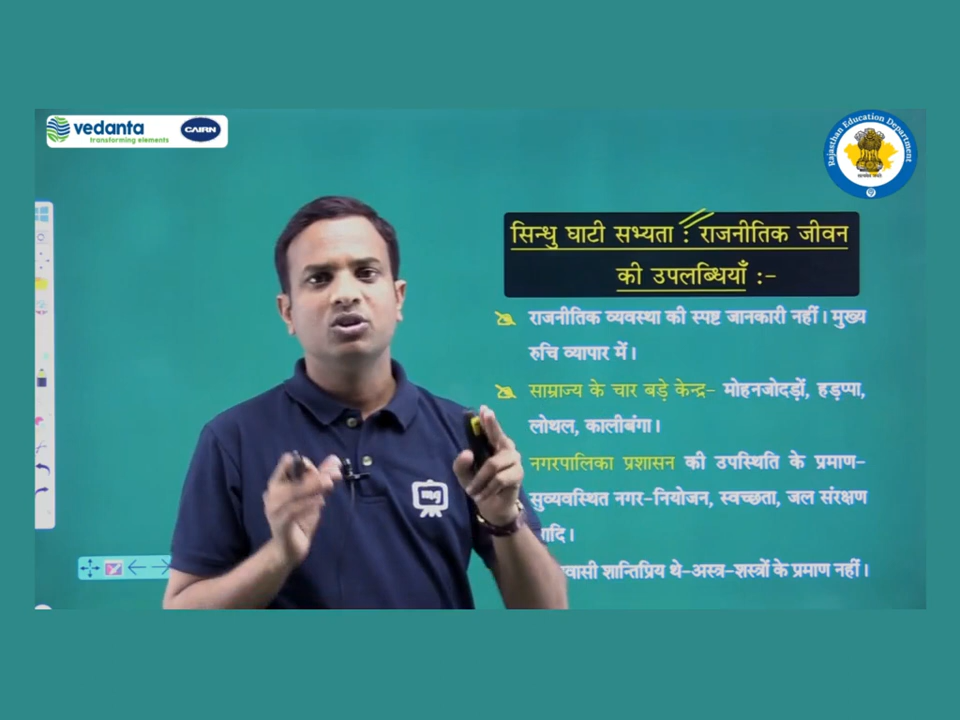 vedanta
transforming elements
CAIRN
Rajasthan Education Department
सिन्धु घाटी सभ्यता : राजनीतिक जीवन
की उपलब्धियाँ :-
राजनीतिक व्यवस्था की स्पष्ट जानकारी नहीं। मुख्य
रुचि व्यापार में।
साम्राज्य के चार बड़े केन्द्र- मोहनजोदड़ों, हड़प्पा,
लोथल, कालीबंगा।
नगरपालिका प्रशासन की उपस्थिति के प्रमाण-
सुव्यवस्थित नगर-नियोजन, स्वच्छता, जल संरक्षण
शान्तिप्रिय थे-अस्त्र-शस्त्रों के प्रमाण नहीं।
mg